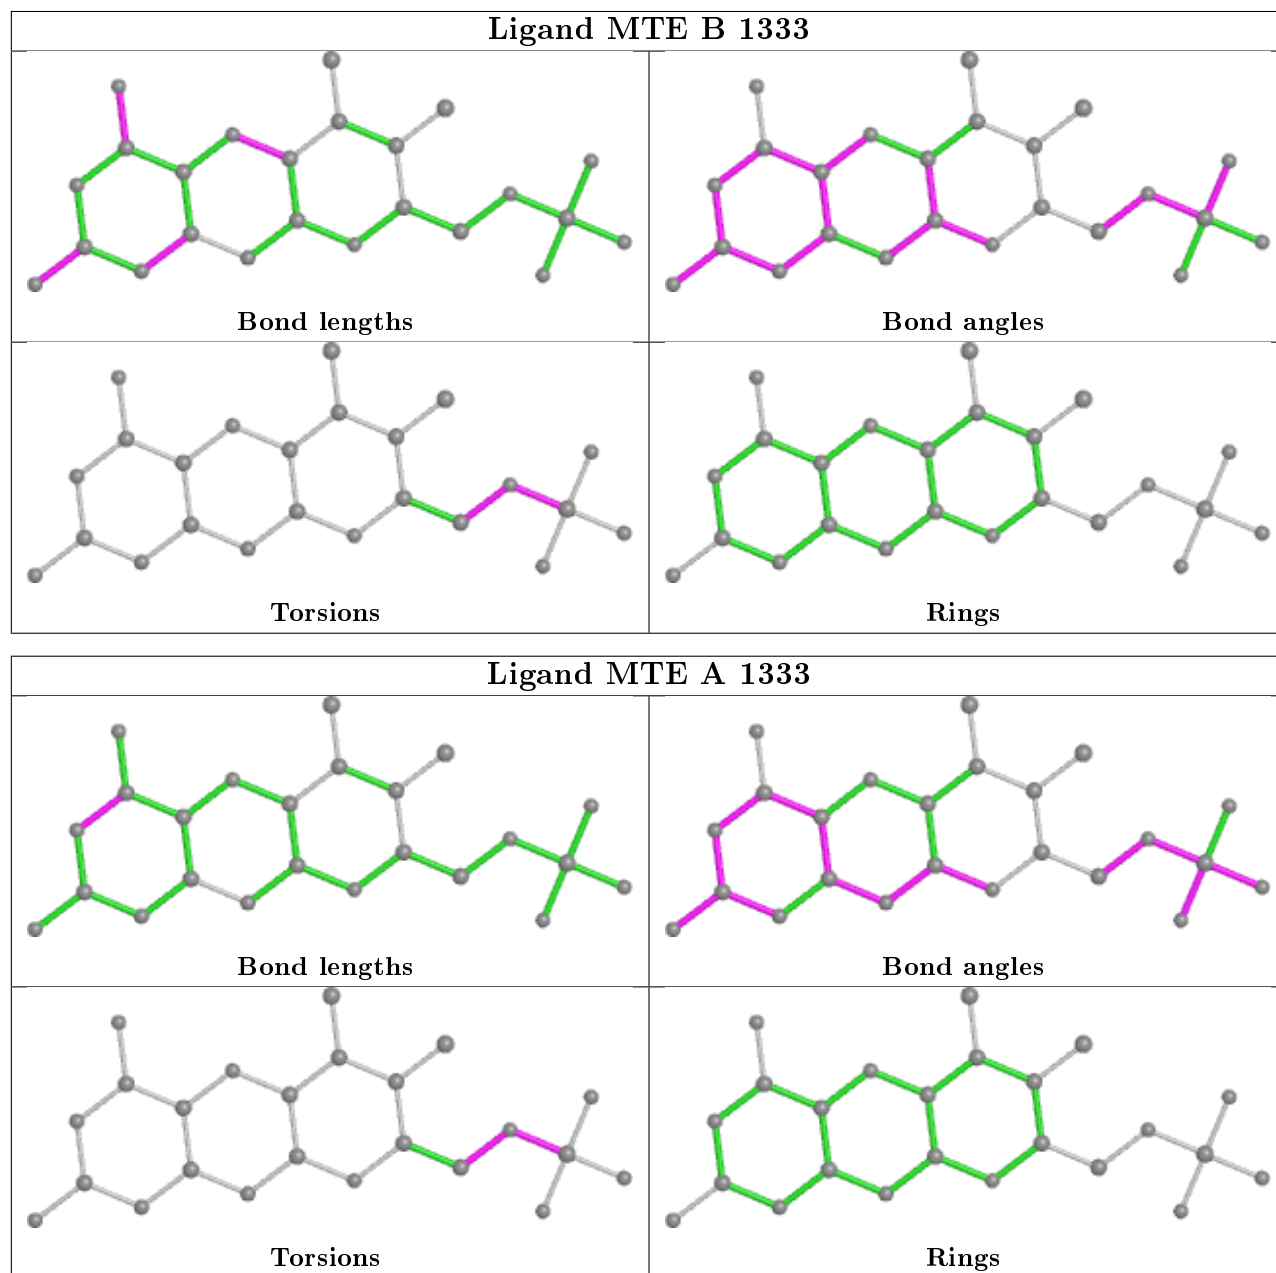 Ligand MTE B 1333
Bond lengths
Bond angles
Torsions
Rings
Ligand MTE A 1333
Bond lengths
Bond angles
Torsions
Rings